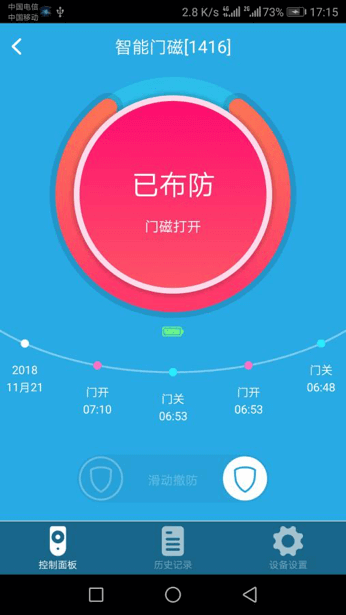 中国电信
中国移动
2.8 K/s 4G 2G 73% 17:15
智能门磁[1416]
已布防
门磁打开
2018
11月21
门开
07:10
门关
06:53
门开
06:53
门关
06:48
滑动撤防
控制面板
历史记录
设备设置